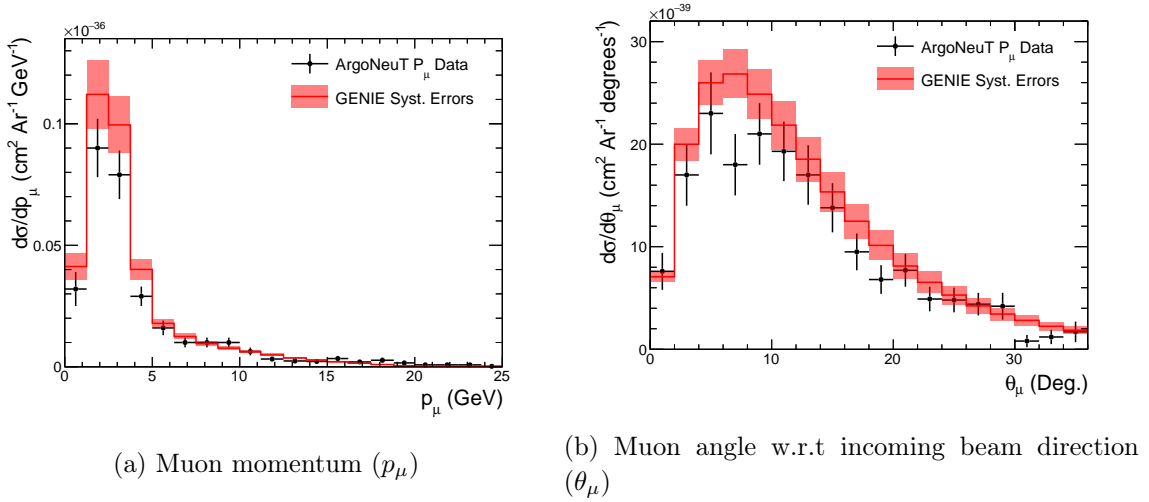 ×10⁻³⁶
dσ/dp_μ (cm² Ar⁻¹ GeV⁻¹)
ArgoNeuT P_μ Data
GENIE Syst. Errors
0.1
0.05
0
0 5 10 15 20 25
p_μ (GeV)
(a) Muon momentum (p_μ)
×10⁻³⁹
dσ/dθ_μ (cm² Ar⁻¹ degrees⁻¹)
ArgoNeuT P_μ Data
GENIE Syst. Errors
30
20
10
0
0 10 20 30
θ_μ (Deg.)
(b) Muon angle w.r.t incoming beam direction
(θ_μ)